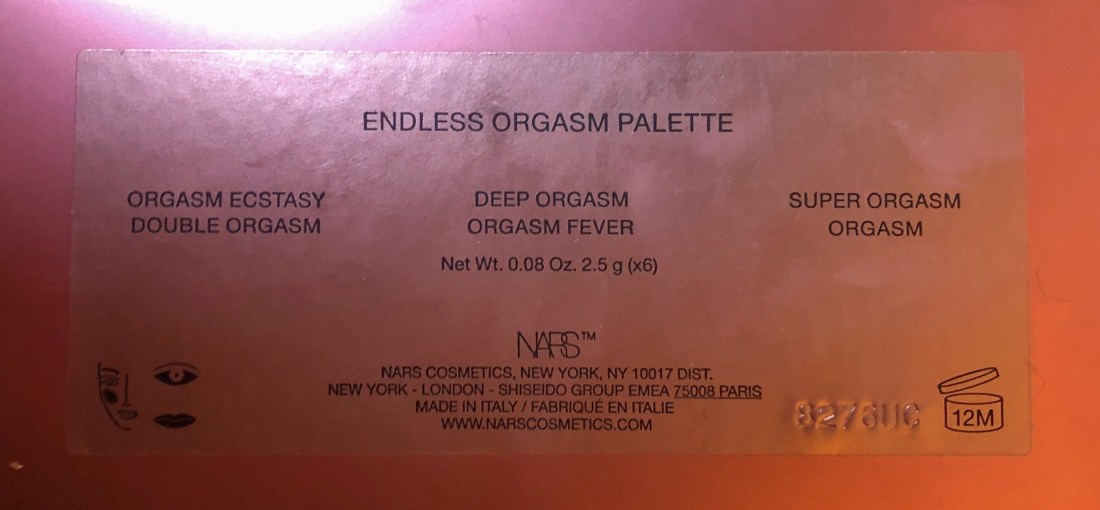 ENDLESS ORGASM PALETTE
ORGASM ECSTASY
DOUBLE ORGASM
DEEP ORGASM
ORGASM FEVER
SUPER ORGASM
ORGASM
Net Wt. 0.08 Oz. 2.5 g (x6)
NARS™
NARS COSMETICS, NEW YORK, NY 10017 DIST.
NEW YORK - LONDON - SHISEIDO GROUP EMEA 75008 PARIS
MADE IN ITALY / FABRIQUÉ EN ITALIE
WWW.NARSCOSMETICS.COM
8276UC
12M